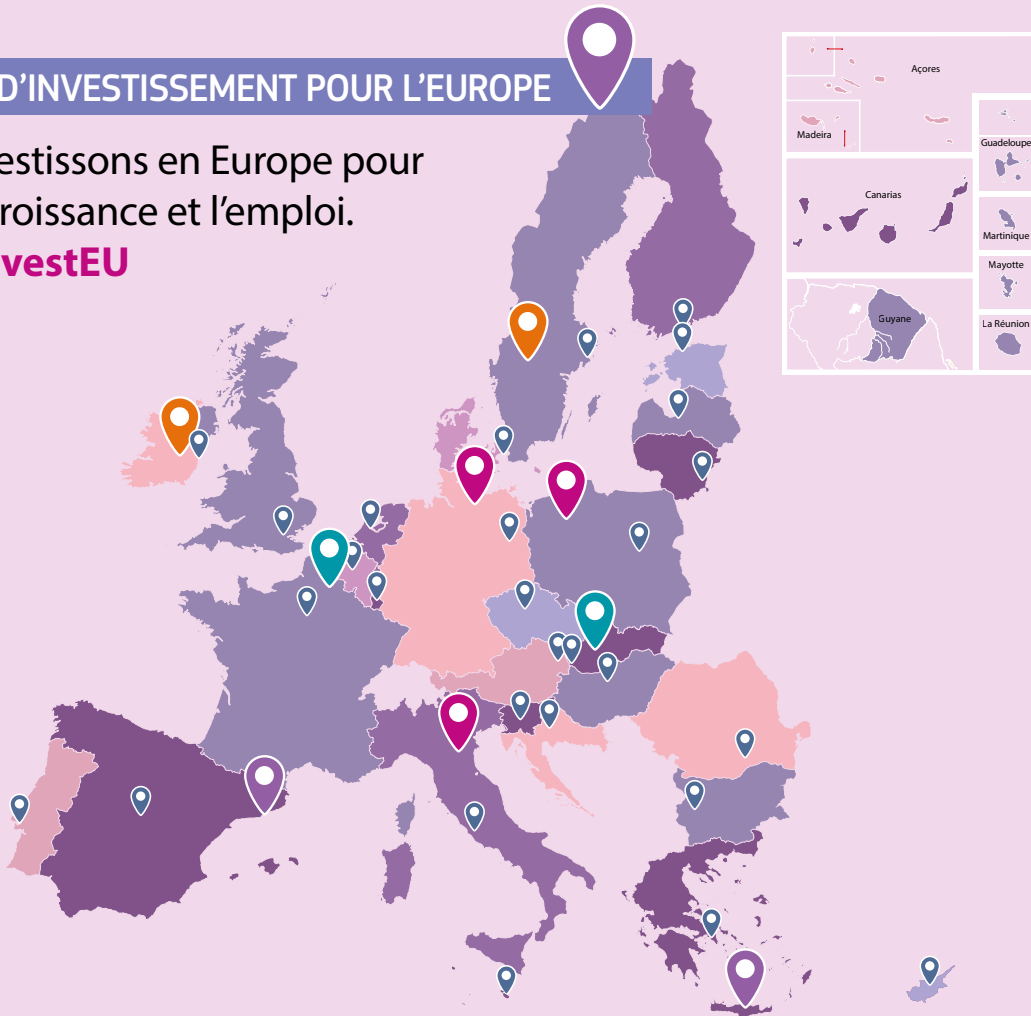 D'INVESTISSEMENT POUR L'EUROPE
estissons en Europe pour
roissance et l'emploi.
vestEU
Açores
Madeira
Guadeloupe
Canarias
Martinique
Mayotte
Guyane
La Réunion